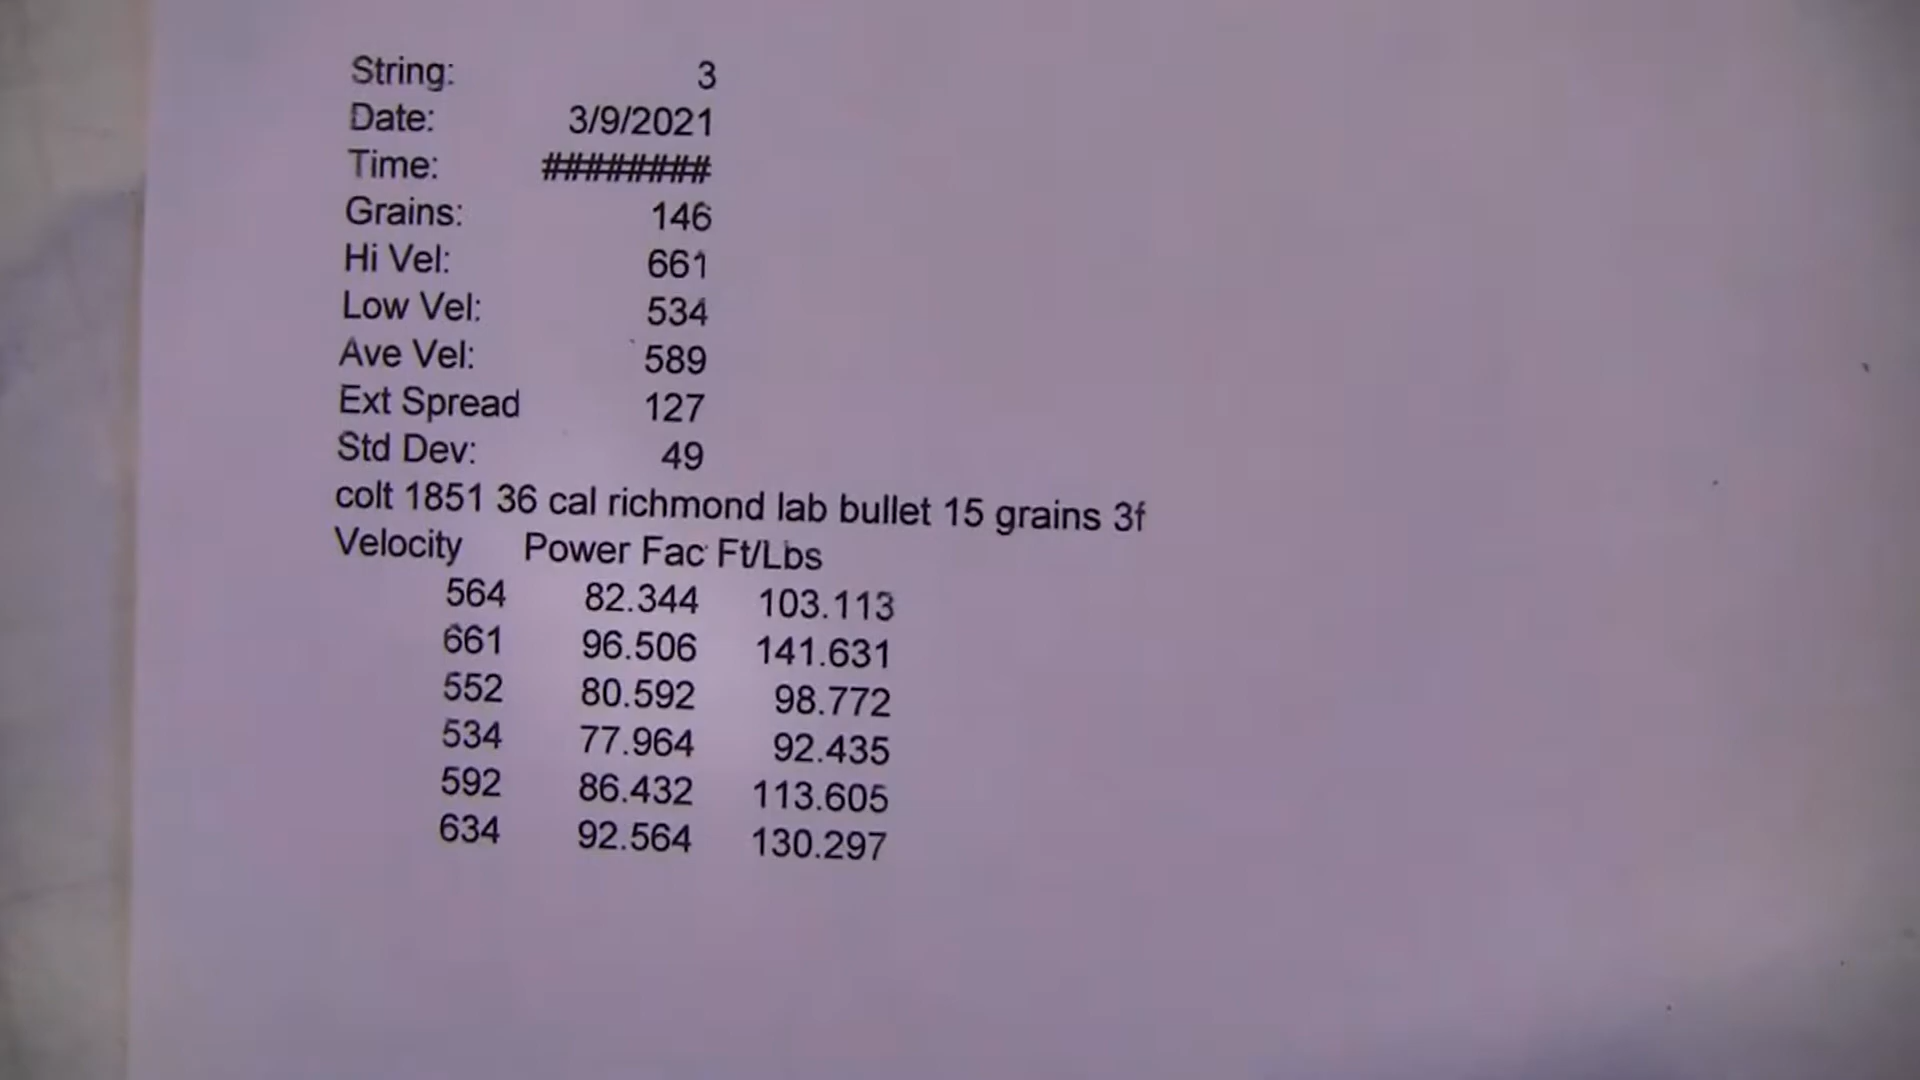 String: 3
Date: 3/9/2021
Time: ########
Grains: 146
Hi Vel: 661
Low Vel: 534
Ave Vel: 589
Ext Spread 127
Std Dev: 49
colt 1851 36 cal richmond lab bullet 15 grains 3f
Velocity Power Fac Ft/Lbs
564 82.344 103.113
661 96.506 141.631
552 80.592 98.772
534 77.964 92.435
592 86.432 113.605
634 92.564 130.297